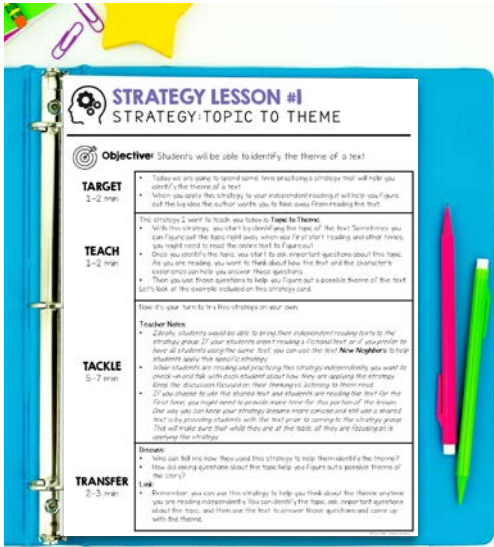 STRATEGY LESSON #1
STRATEGY: TOPIC TO THEME
Objective: Students will be able to identify the theme of a text
TARGET
1-2 min
• Today we are going to spend some time practicing a strategy that will help you
identify the theme of a text.
• When you apply this strategy to your independent reading, it will help you figure
out the big idea the author wants you to take away from reading the text.
TEACH
1-2 min
The strategy I want to teach you today is Topic to Theme.
• With this strategy, you start by identifying the topic of the text. Sometimes you
can figure out the topic right away when you first start reading and other times,
you might need to read the entire text to figure out.
• Once you identify the topic, you start to ask important questions about this topic.
As you are reading, you want to think about how the text and the character's
experience can help you answer those questions.
• Then you use those questions to help you figure out a possible theme of the text.
Let's look at the example included on this strategy card.
TACKLE
5-7 min
Now it's your turn to try this strategy on your own.
Teacher Notes:
• Ideally, students would be able to bring their independent reading texts to the
strategy group. If your students aren't reading a fictional text or if you prefer to
have all students using the same text, you can use the text New Neighbors to help
students apply this specific strategy.
• While students are reading and practicing this strategy independently, you want to
check-in and talk with each student about how they are applying the strategy.
Keep the discussion focused on their thinking vs listening to them read.
• If you choose to use the shared text and students are reading the text for the
first time, you might need to provide more time for this portion of the lesson.
One way you can keep your strategy lessons more concise and still use a shared
text is by providing students with the text prior to coming to the strategy group.
This will make sure that while they are at the table, all they are focusing on is
applying the strategy.
TRANSFER
2-3 min
Discuss:
• Who can tell me how they used this strategy to help them identify the theme?
• How did asking questions about the topic help you figure out a possible theme of
the story?
Link:
• Remember, you can use this strategy to help you think about the theme anytime
you are reading independently. You can identify the topic, ask important questions
about the topic, and then use the text to answer those questions and come up
with the theme.